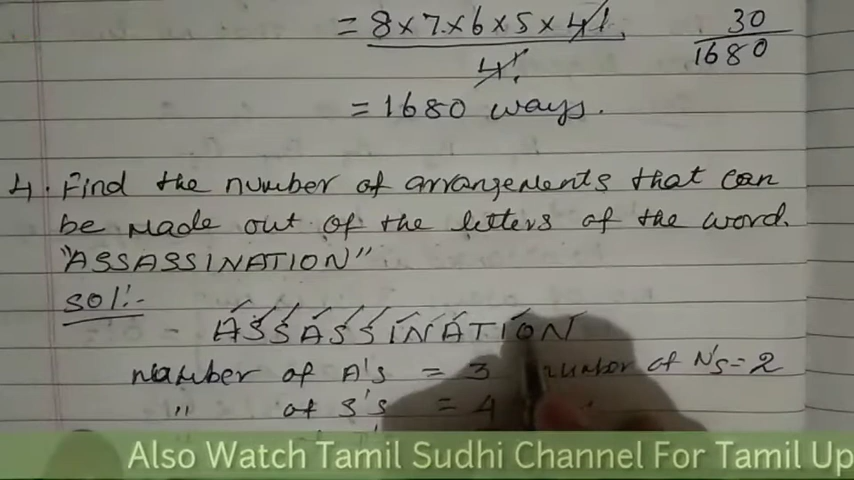 = 8 × 7 × 6 × 5 × 4!
4!
30
1680
= 1680 ways.
4. Find the number of arrangements that can
be made out of the letters of the word.
"ASSASSINATION"
Sol:-
- ASSASSINATION
number of A's = 3 number of N's = 2
" of S's = 4
Also Watch Tamil Sudhi Channel For Tamil Up